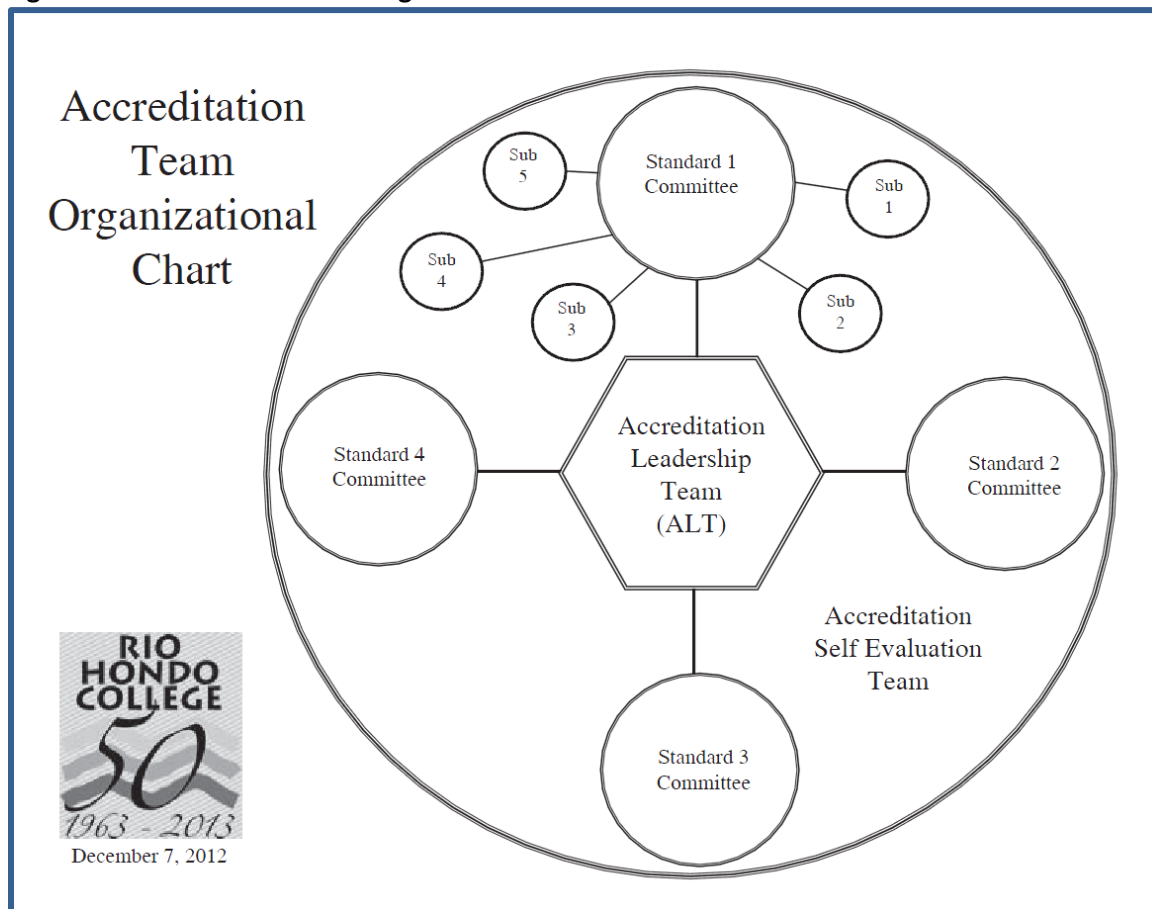 Accreditation
Team
Organizational
Chart
Sub
5
Standard 1
Committee
Sub
1
Sub
4
Sub
3
Sub
2
Accreditation
Leadership
Team
(ALT)
Standard 4
Committee
Standard 2
Committee
Accreditation
Self Evaluation
Team
Standard 3
Committee
RIO
HONDO
COLLEGE
50
1963 - 2013
December 7, 2012